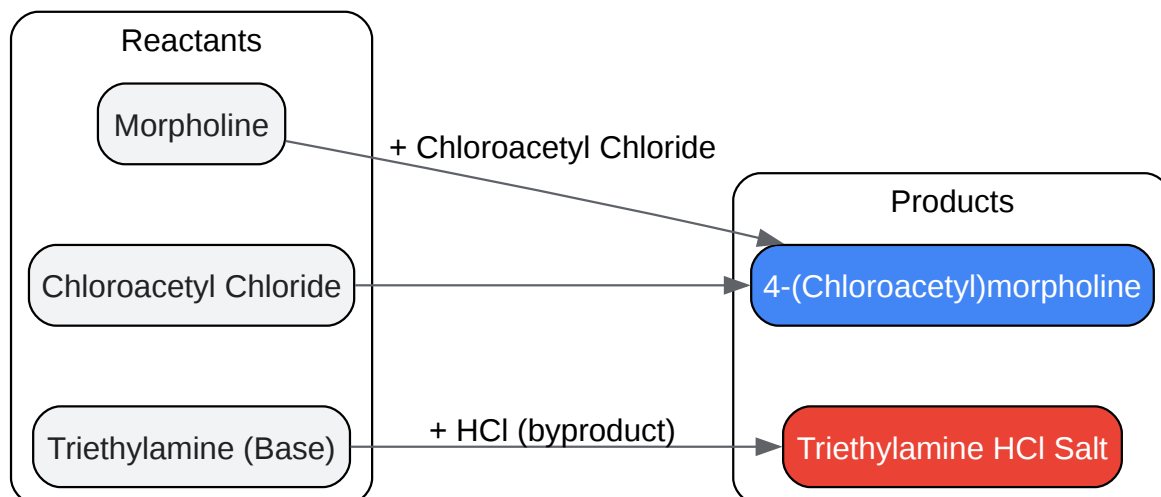 Reactants
Morpholine
+ Chloroacetyl Chloride
Products
Chloroacetyl Chloride
4-(Chloroacetyl)morpholine
Triethylamine (Base)
+ HCl (byproduct)
Triethylamine HCl Salt